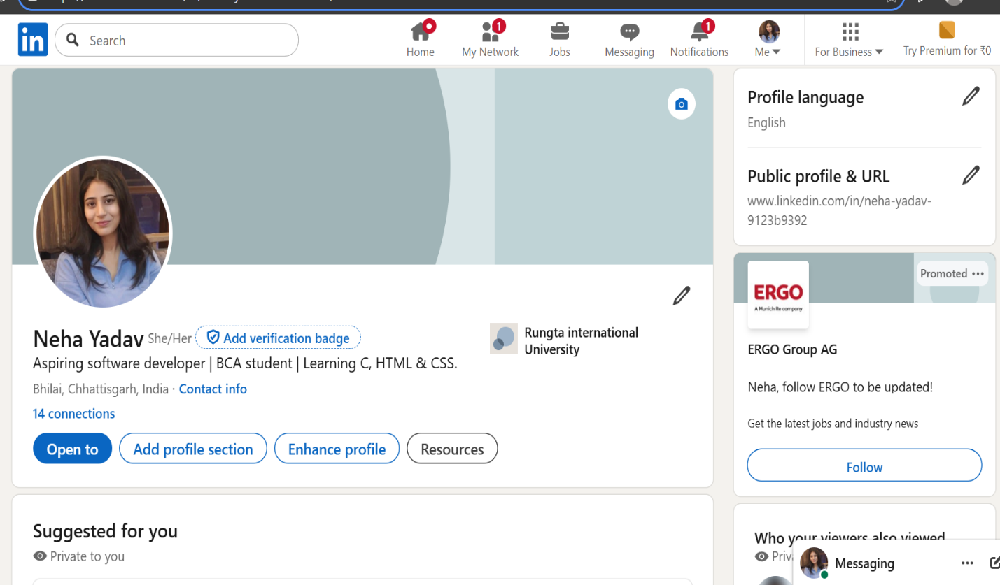 in
Search
Home
1
My Network
Jobs
Messaging
1
Notifications
Me
For Business
Try Premium for ₹0
Neha Yadav She/Her Add verification badge
Aspiring software developer | BCA student | Learning C, HTML & CSS.
Bhilai, Chhattisgarh, India · Contact info
14 connections
Rungta international
University
Open to
Add profile section
Enhance profile
Resources
Suggested for you
Private to you
Profile language
English
Public profile & URL
www.linkedin.com/in/neha-yadav-
9123b9392
Promoted
ERGO
A Munich Re company
ERGO Group AG
Neha, follow ERGO to be updated!
Get the latest jobs and industry news
Follow
Who your viewers also viewed
Messaging